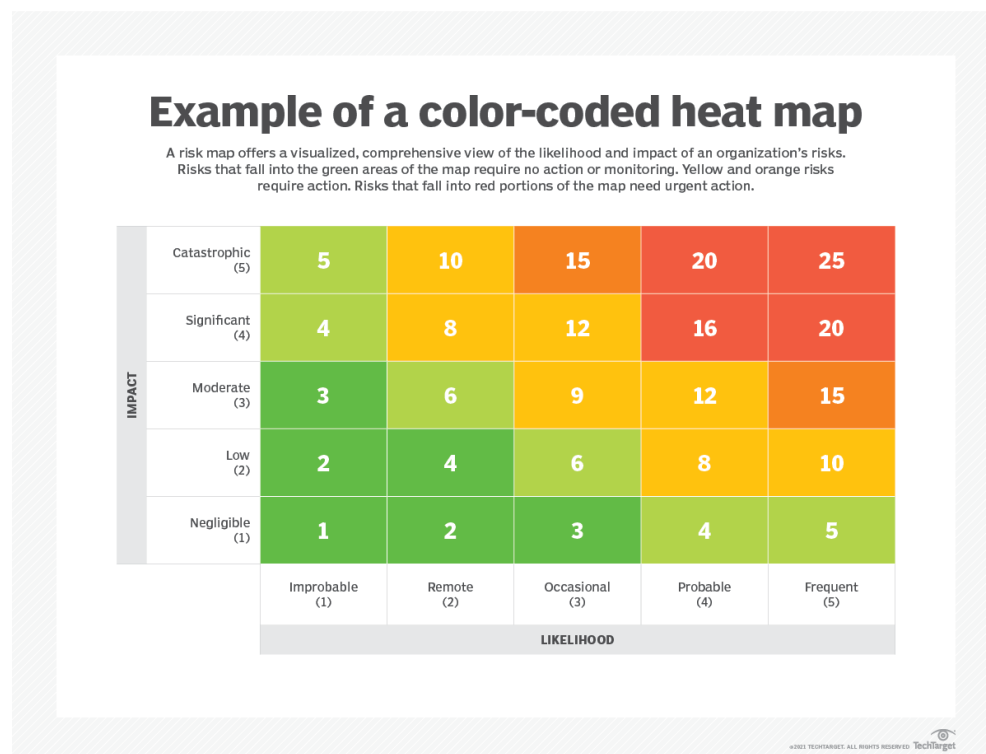 Example of a color-coded heat map
A risk map offers a visualized, comprehensive view of the likelihood and impact of an organization’s risks.
Risks that fall into the green areas of the map require no action or monitoring. Yellow and orange risks
require action. Risks that fall into red portions of the map need urgent action.
IMPACT
Catastrophic
(5)
5 10 15 20 25
Significant
(4)
4 8 12 16 20
Moderate
(3)
3 6 9 12 15
Low
(2)
2 4 6 8 10
Negligible
(1)
1 2 3 4 5
Improbable Remote Occasional Probable Frequent
(1) (2) (3) (4) (5)
LIKELIHOOD
©2021 TECHTARGET. ALL RIGHTS RESERVED TechTarget